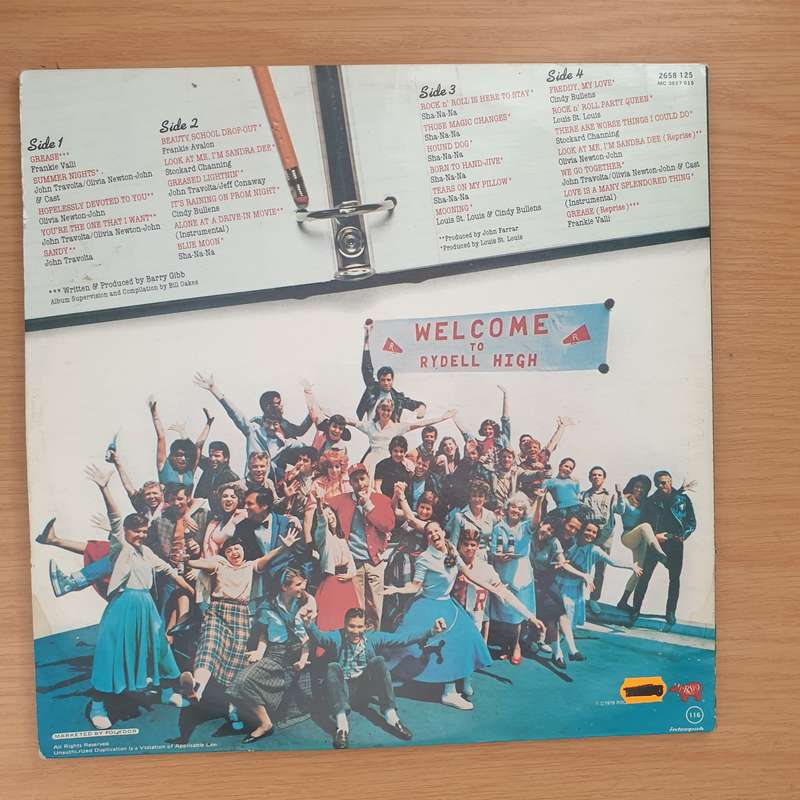 Side 1
GREASE***
Frankie Valli
SUMMER NIGHTS*
John Travolta/Olivia Newton-John
& Cast
HOPELESSLY DEVOTED TO YOU**
Olivia Newton-John
YOU'RE THE ONE THAT I WANT**
John Travolta/Olivia Newton-John
SANDY**
John Travolta
*** Written & Produced by Barry Gibb
Album Supervision and Compilation by Bill Oakes
Side 2
BEAUTY SCHOOL DROP-OUT*
Frankie Avalon
LOOK AT ME, I'M SANDRA DEE*
Stockard Channing
GREASED LIGHTNIN'*
John Travolta/Jeff Conaway
IT'S RAINING ON PROM NIGHT*
Cindy Bullens
ALONE AT A DRIVE-IN MOVIE**
(Instrumental)
BLUE MOON*
Sha-Na-Na
Side 3
ROCK n' ROLL IS HERE TO STAY*
Sha-Na-Na
THOSE MAGIC CHANGES*
Sha-Na-Na
HOUND DOG*
Sha-Na-Na
BORN TO HAND-JIVE*
Sha-Na-Na
TEARS ON MY PILLOW*
Sha-Na-Na
MOONING*
Louis St. Louis & Cindy Bullens
**Produced by John Farrar
*Produced by Louis St. Louis
Side 4
2658 125
FREDDY, MY LOVE*
Cindy Bullens
ROCK n' ROLL PARTY QUEEN*
Louis St. Louis
THERE ARE WORSE THINGS I COULD DO*
Stockard Channing
LOOK AT ME, I'M SANDRA DEE (Reprise)**
Olivia Newton-John
WE GO TOGETHER*
John Travolta/Olivia Newton-John & Cast
LOVE IS A MANY SPLENDORED THING*
(Instrumental)
GREASE (Reprise)***
Frankie Valli
WELCOME
TO
RYDELL HIGH
R
R
R
RSO
116
interpak
MARKETED BY POLYDOR
All Rights Reserved
Unauthorized Duplication is a Violation of Applicable Law.